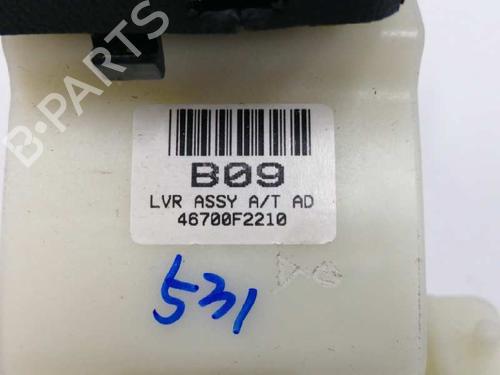 B-PARTS
B09
LVR ASSY A/T AD
46700F2210
531